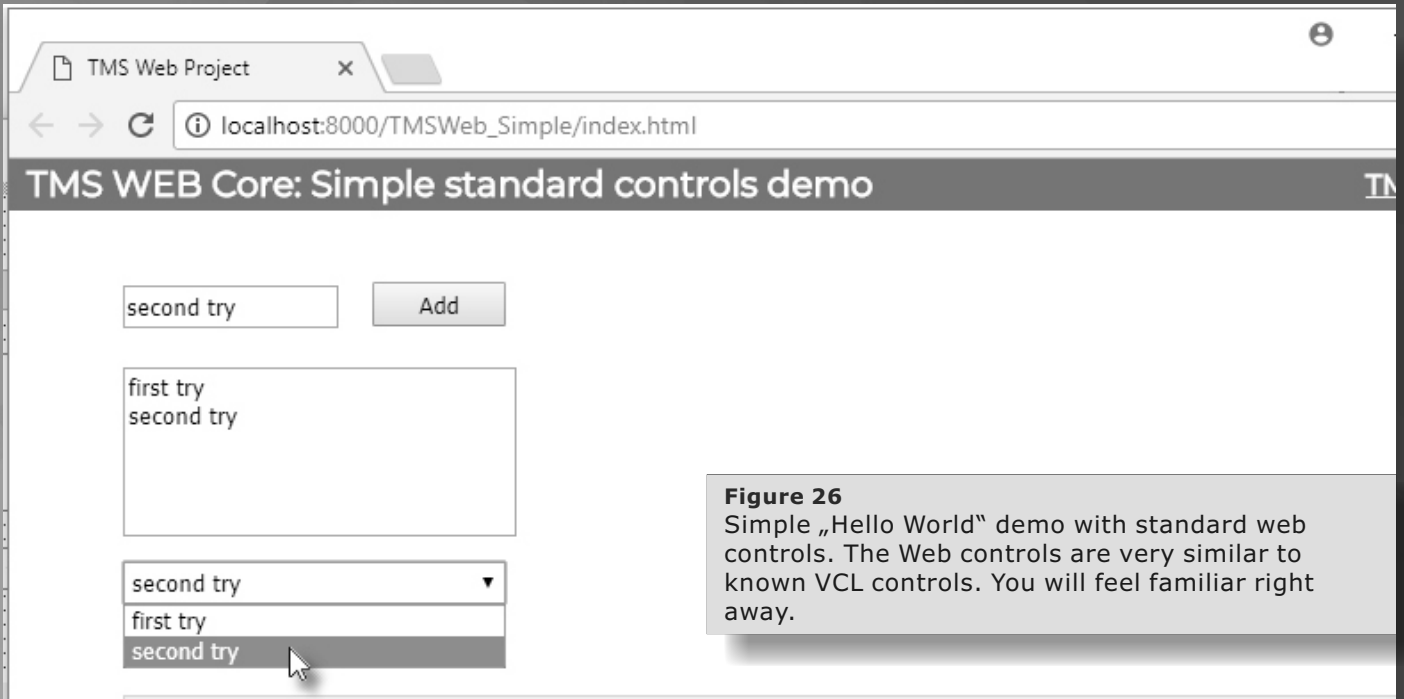 TMS Web Project
localhost:8000/TMSWeb_Simple/index.html
TMS WEB Core: Simple standard controls demo
second try
Add
first try
second try
second try
first try
second try
Figure 26
Simple „Hello World‟ demo with standard web
controls. The Web controls are very similar to
known VCL controls. You will feel familiar right
away.